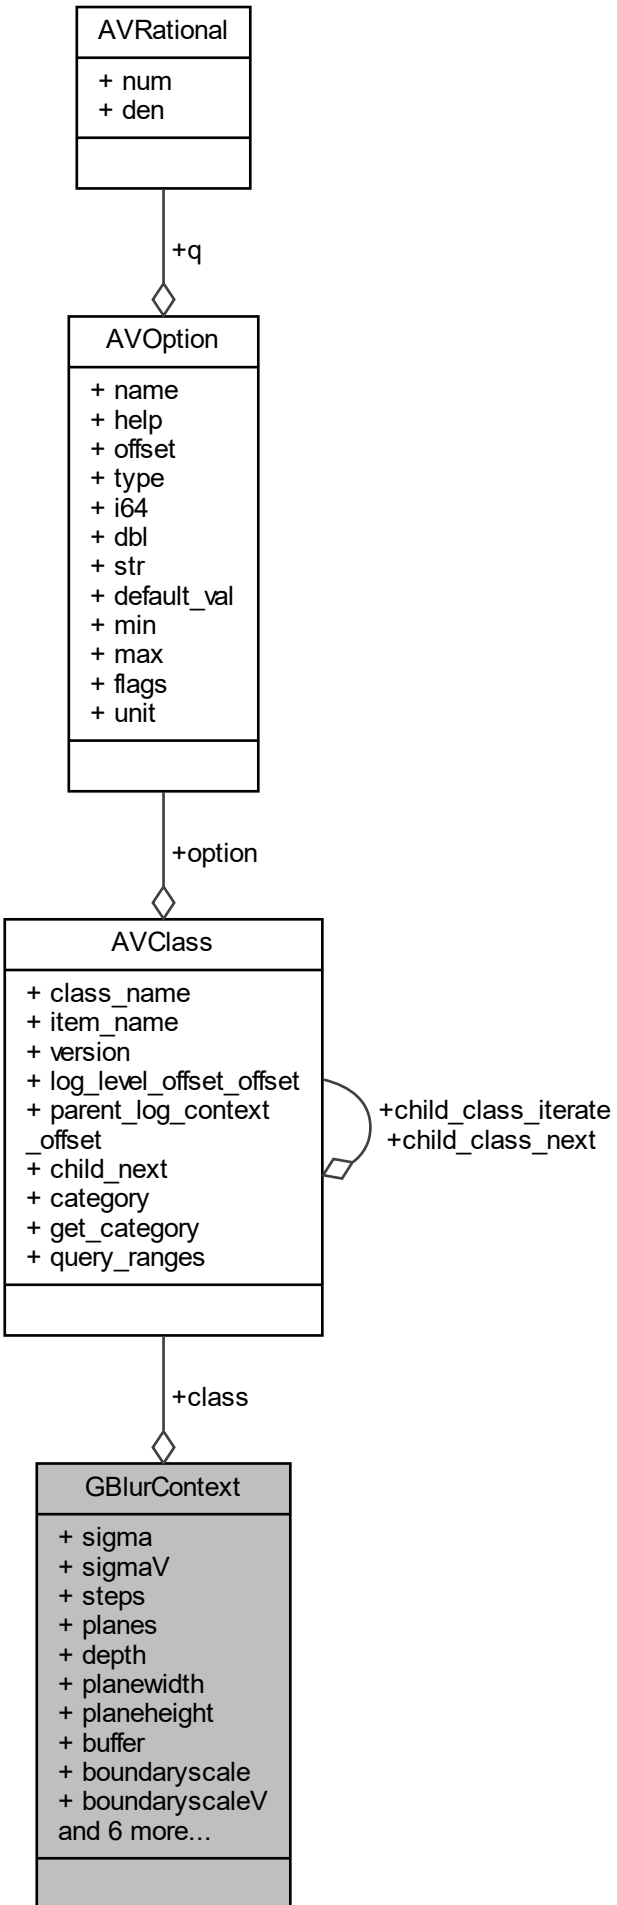 AVRational
+ num
+ den
+q
AVOption
+ name
+ help
+ offset
+ type
+ i64
+ dbl
+ str
+ default_val
+ min
+ max
+ flags
+ unit
+option
AVClass
+ class_name
+ item_name
+ version
+ log_level_offset_offset
+ parent_log_context
_offset
+ child_next
+ category
+ get_category
+ query_ranges
+child_class_iterate
+child_class_next
+class
GBlurContext
+ sigma
+ sigmaV
+ steps
+ planes
+ depth
+ planewidth
+ planeheight
+ buffer
+ boundaryscale
+ boundaryscaleV
and 6 more...